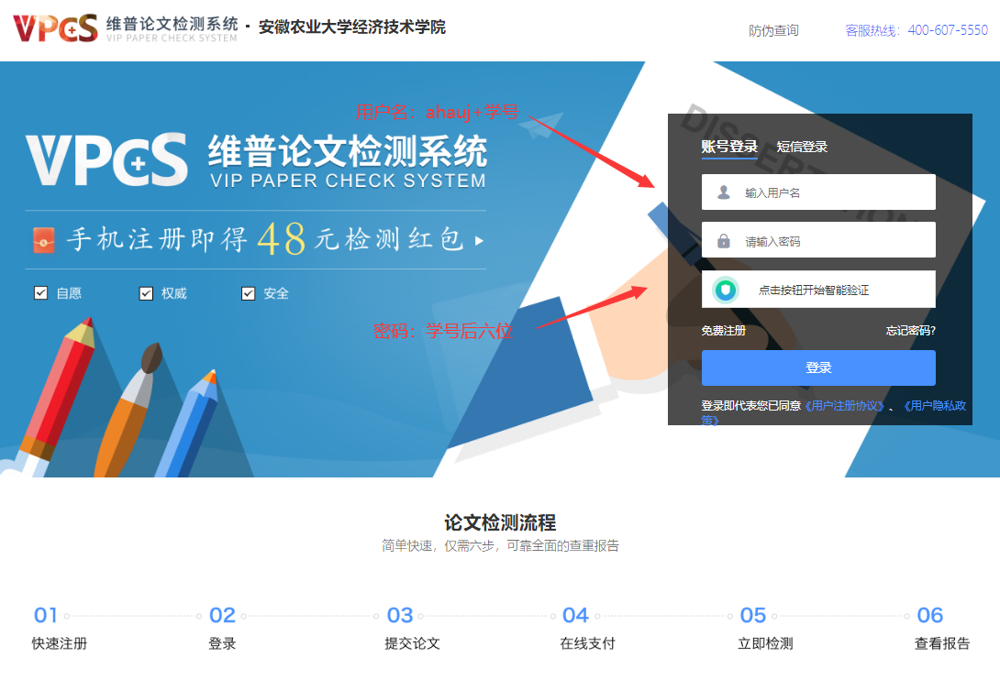 VPCS 维普论文检测系统 · 安徽农业大学经济技术学院
VIP PAPER CHECK SYSTEM
防伪查询
客服热线：400-607-5550
用户名：ahauj+学号
VPCS 维普论文检测系统
VIP PAPER CHECK SYSTEM
手机注册即得48元检测红包
自愿 权威 安全
密码：学号后六位
DISSERTATION
账号登录 短信登录
输入用户名
请输入密码
点击按钮开始智能验证
免费注册 忘记密码?
登录
登录即代表您已同意《用户注册协议》、《用户隐私政
策》
论文检测流程
简单快速，仅需六步，可靠全面的查重报告
01 02 03 04 05 06
快速注册 登录 提交论文 在线支付 立即检测 查看报告